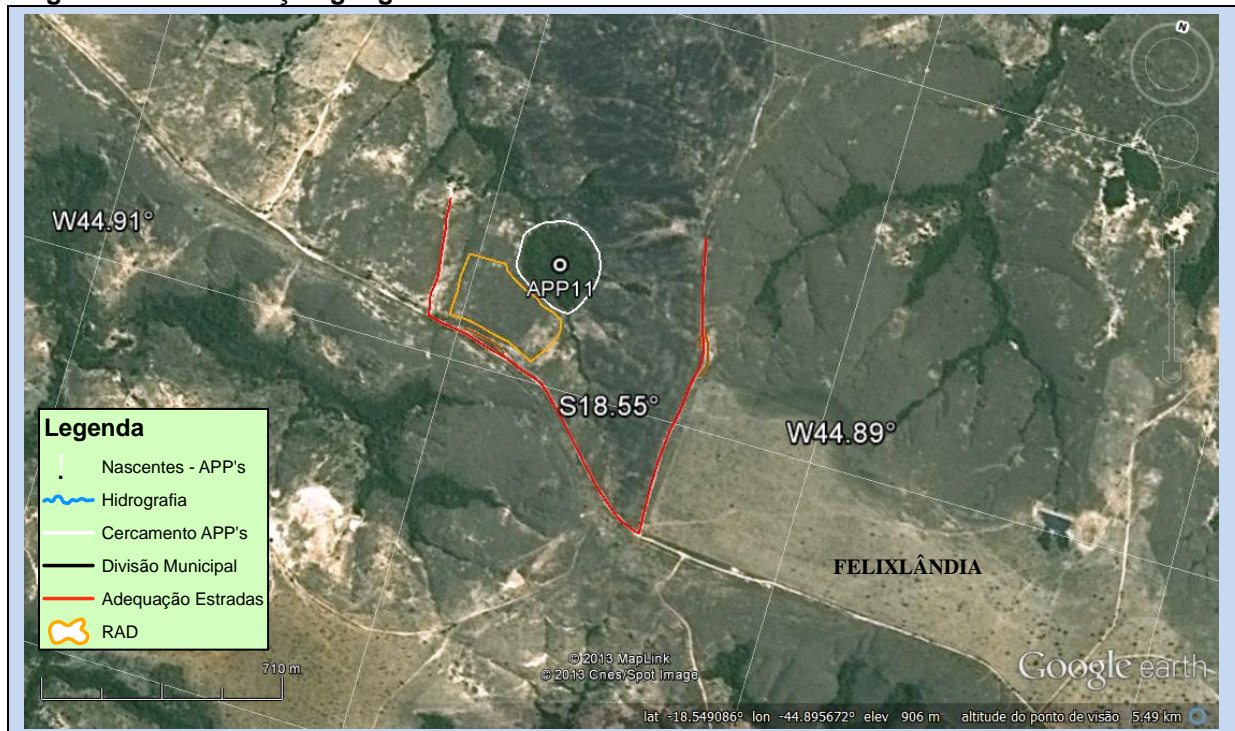 N
W44.91°
APP11
S18.55°
W44.89°
Legenda
Nascentes - APP's
Hidrografia
Cercamento APP's
Divisão Municipal
Adequação Estradas
RAD
FELIXLÂNDIA
710 m
© 2013 MapLink
© 2013 Cnes/Spot Image
Google earth
lat -18.549086° lon -44.895672° elev 906 m altitude do ponto de visão 5.49 km